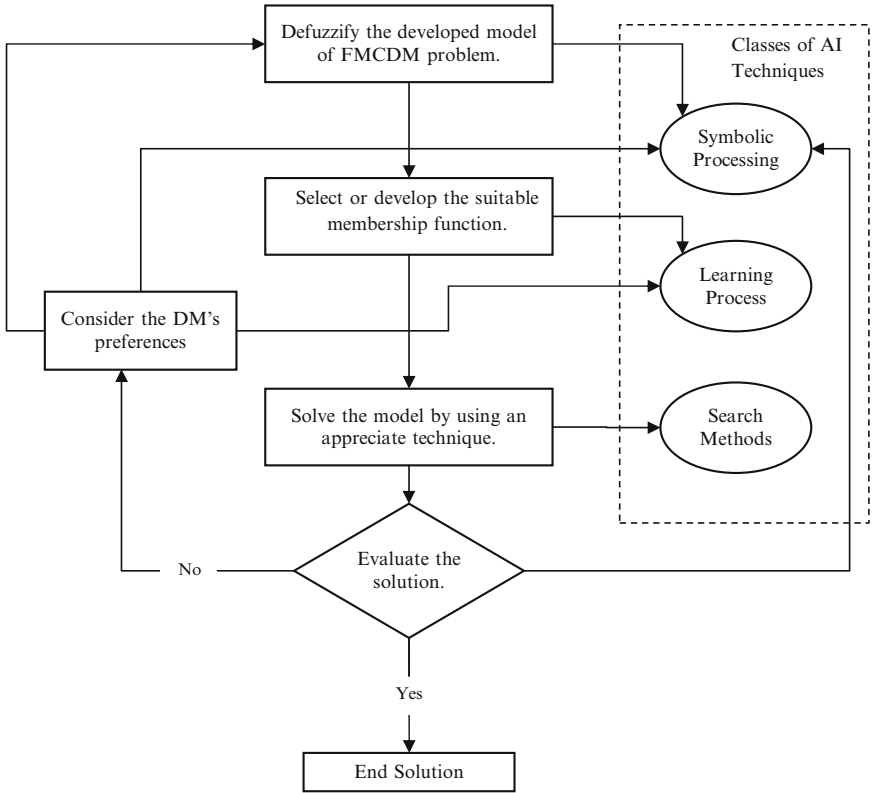 Defuzzify the developed model
of FMCDM problem.
Classes of AI
Techniques
Symbolic
Processing
Select or develop the suitable
membership function.
Learning
Process
Consider the DM's
preferences
Solve the model by using an
appreciate technique.
Search
Methods
Evaluate the
solution.
No
Yes
End Solution